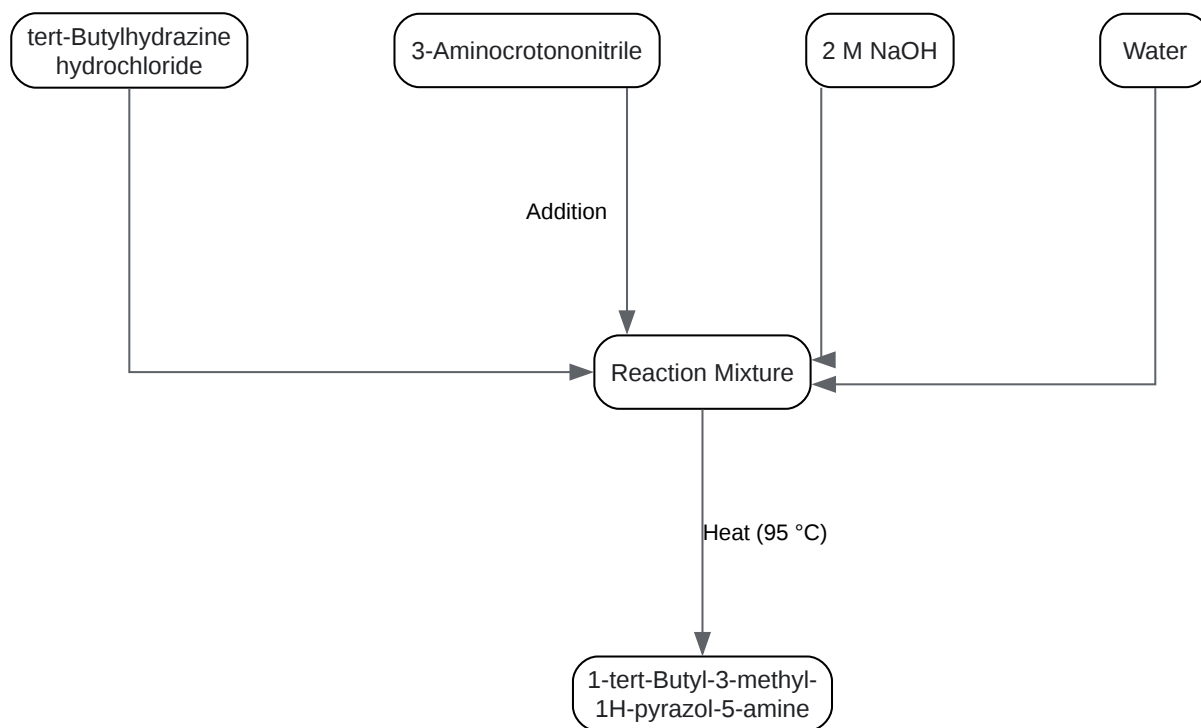 tert-Butylhydrazine
hydrochloride
3-Aminocrotononitrile
2 M NaOH
Water
Addition
Reaction Mixture
Heat (95 °C)
1-tert-Butyl-3-methyl-
1H-pyrazol-5-amine